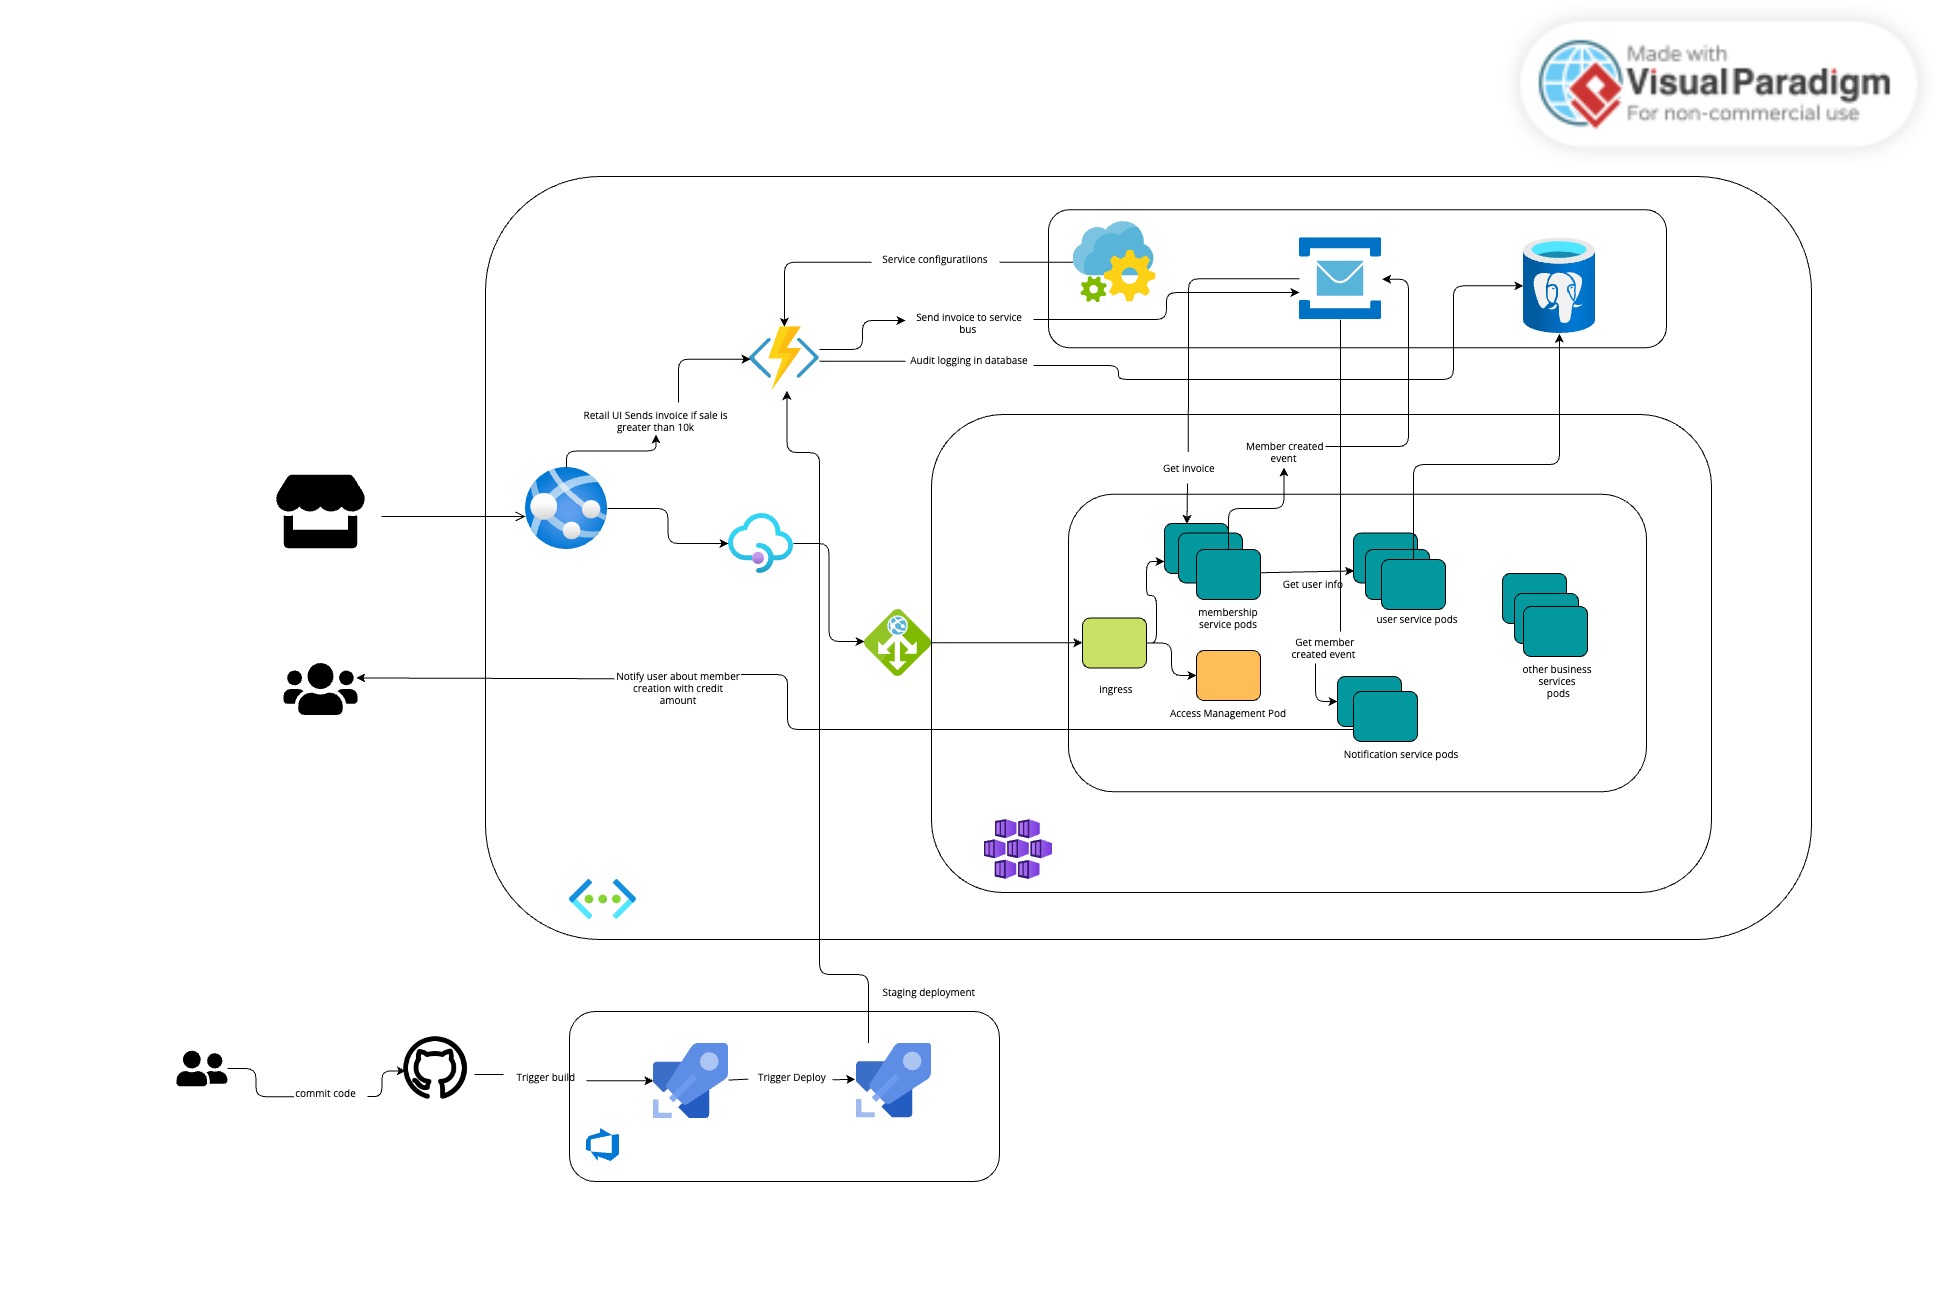 Made with
Visual Paradigm
For non-commercial use
Service configuratiions
Send invoice to service
bus
Audit logging in database
Retail UI Sends invoice if sale is
greater than 10k
Member created
event
Get invoice
Get user info
membership
service pods
user service pods
Get member
created event
other business
services
pods
ingress
Access Management Pod
Notify user about member
creation with credit
amount
Notification service pods
Staging deployment
Trigger build
Trigger Deploy
commit code